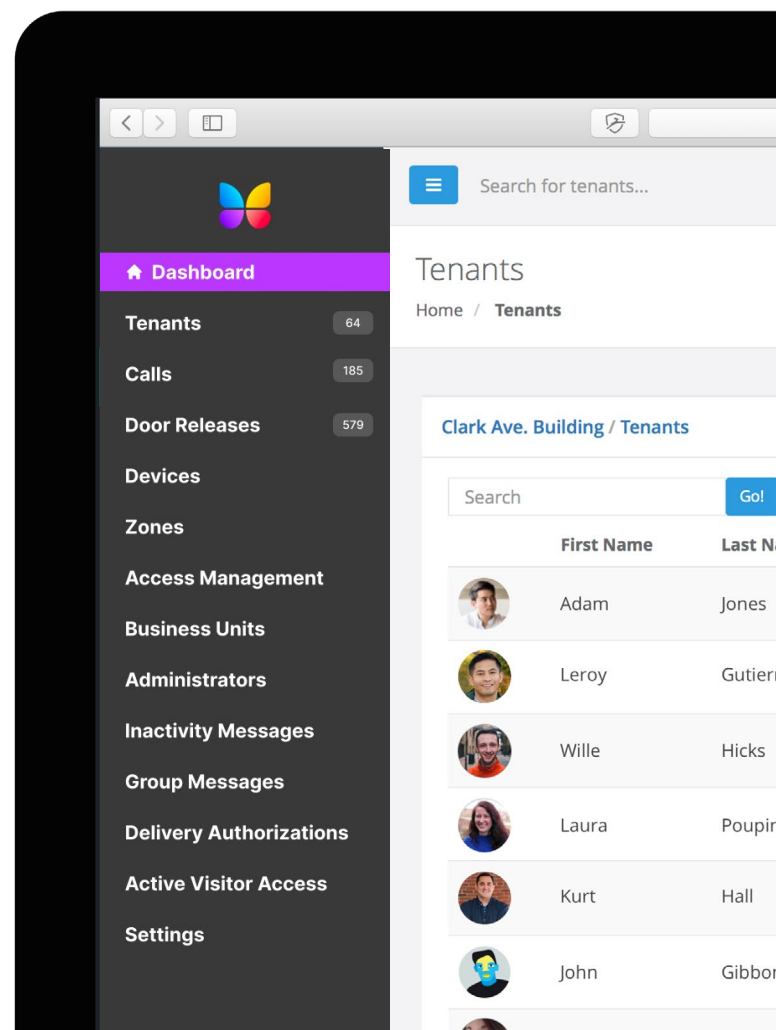 Search for tenants...
Dashboard
Tenants 64
Calls 185
Door Releases 579
Devices
Zones
Access Management
Business Units
Administrators
Inactivity Messages
Group Messages
Delivery Authorizations
Active Visitor Access
Settings
Tenants
Home / Tenants
Clark Ave. Building / Tenants
Search Go!
First Name Last
Adam Jones
Leroy
Wille Hicks
Laura
Kurt Hall
John